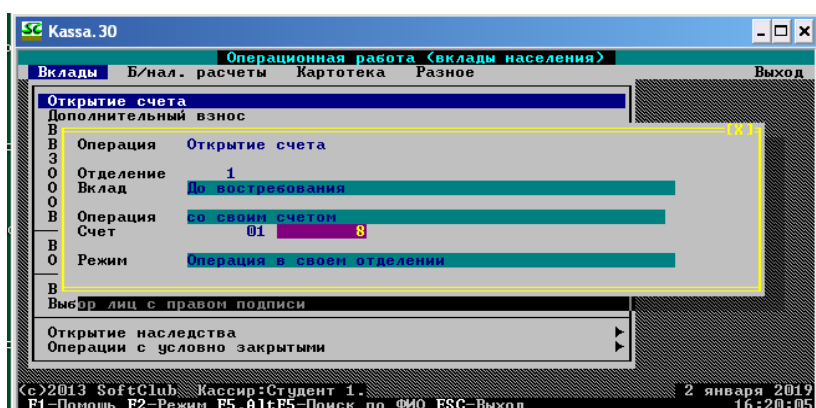 SC Kassa.30
Операционная работа (вклады населения)
Вклады Б/нал. расчеты Картотека Разное Выход
Открытие счета
Дополнительный взнос
В
В Операция Открытие счета [X]
З
О Отделение 1
О Вклад До востребования
О
В Операция со своим счетом
Счет 01 8
В
О Режим Операция в своем отделении
В
Выбор лиц с правом подписи
Открытие наследства
Операции с условно закрытыми
(c)2013 SoftClub Кассир:Студент 1. 2 января 2019
F1-Помощь F2-Режим F5,AltF5-Поиск по ФИО ESC-Выход 16:20:05